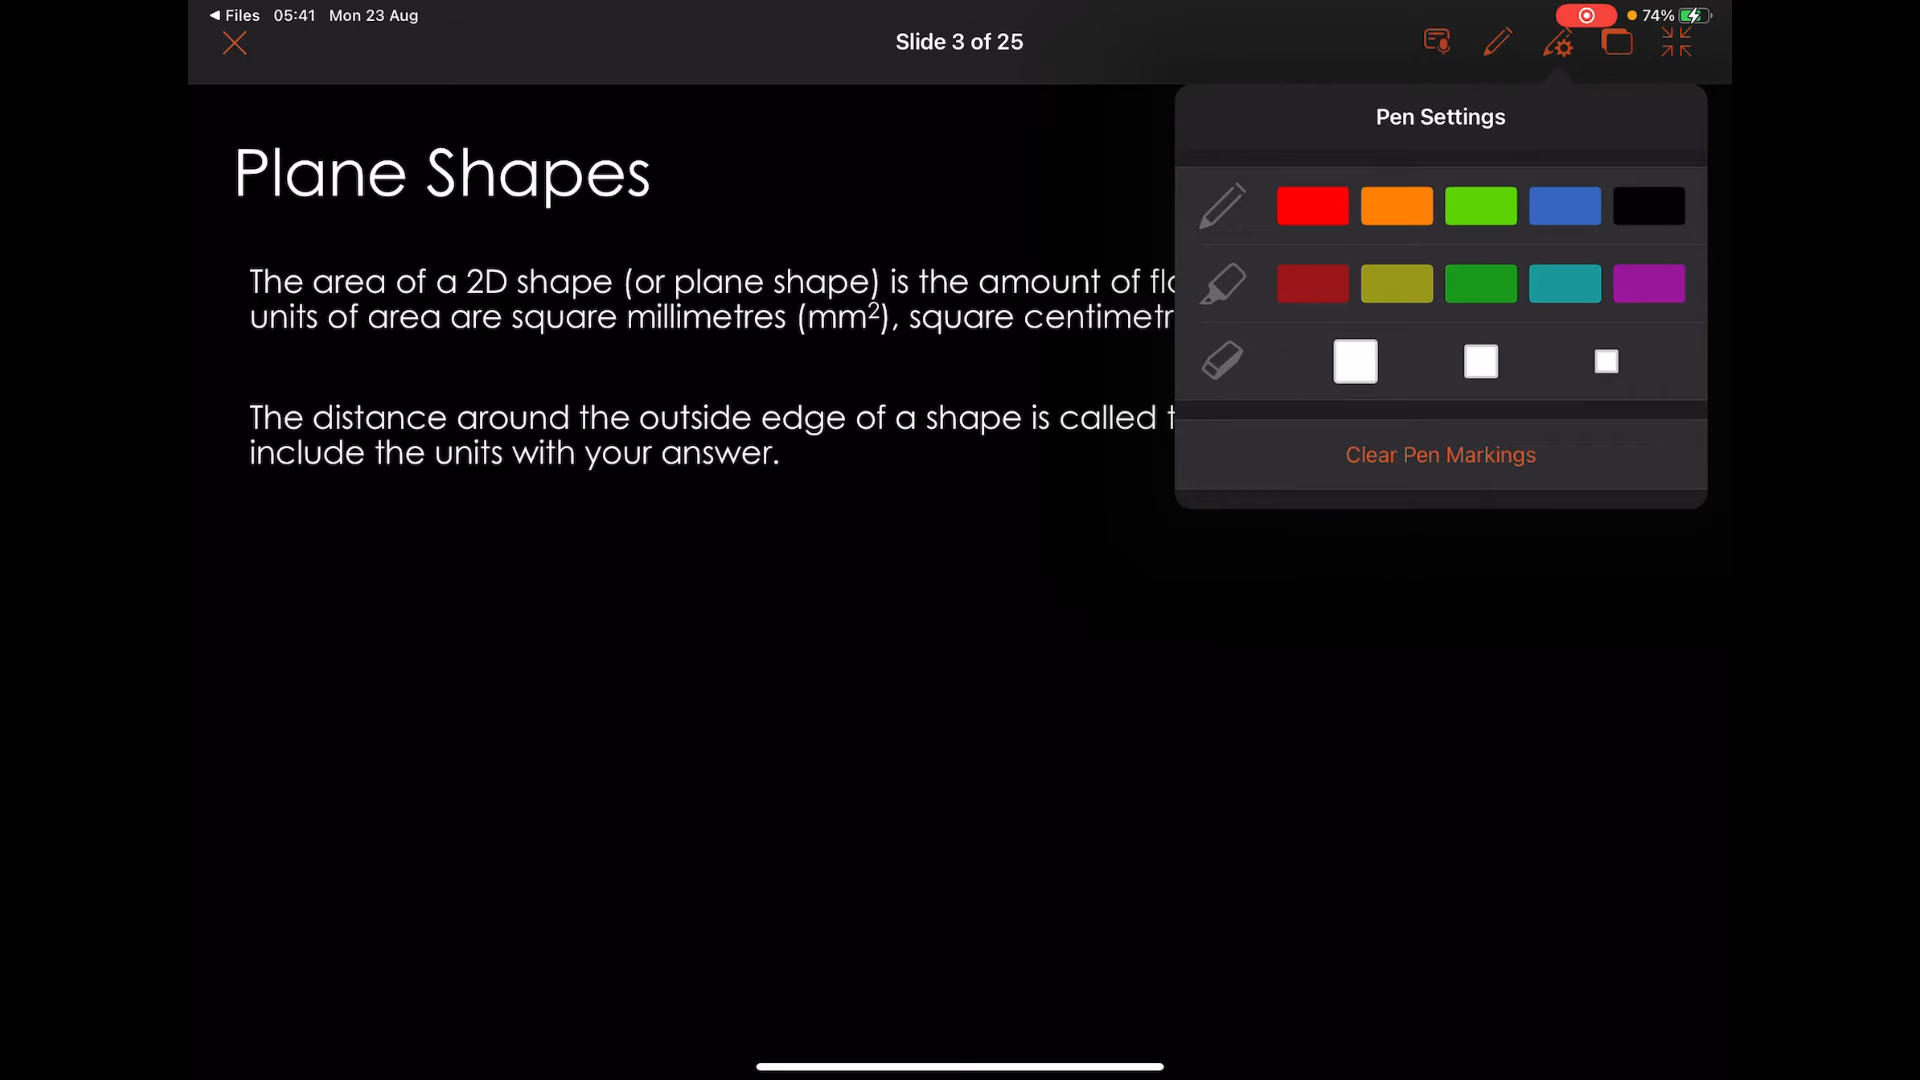 Files 05:41 Mon 23 Aug
74%
Slide 3 of 25
Pen Settings
Plane Shapes
The area of a 2D shape (or plane shape) is the amount of
units of area are square millimetres (mm²), square
The distance around the outside edge of a shape is called
include the units with your answer.
Clear Pen Markings